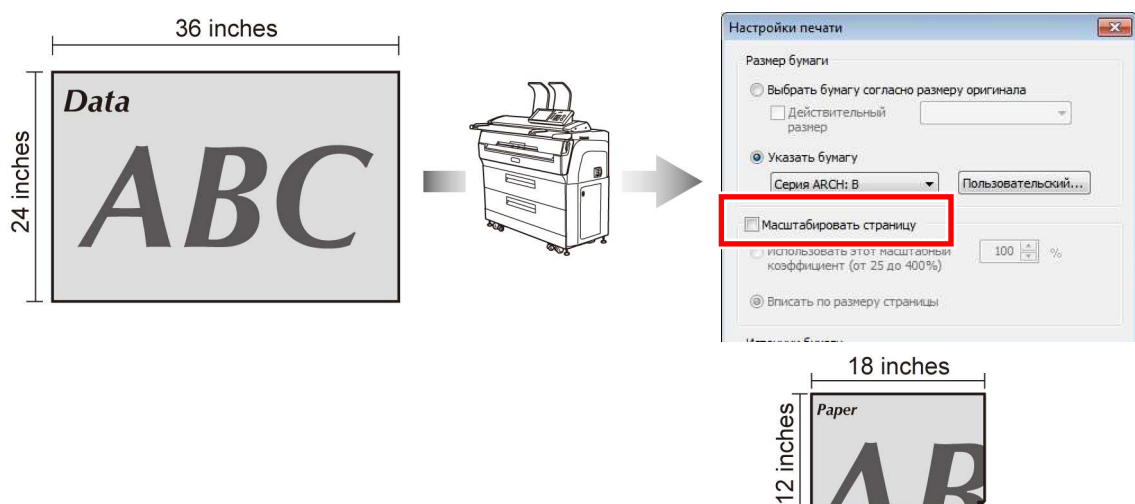 36 inches
24 inches
Data
ABC
Настройки печати
Размер бумаги
Выбрать бумагу согласно размеру оригинала
Действительный
размер
Указать бумагу
Серия ARCH: B
Пользовательский...
Масштабировать страницу
Использовать этот масштабный
коэффициент (от 25 до 400%)
100 %
Вписать по размеру страницы
18 inches
12 inches
Paper
AB